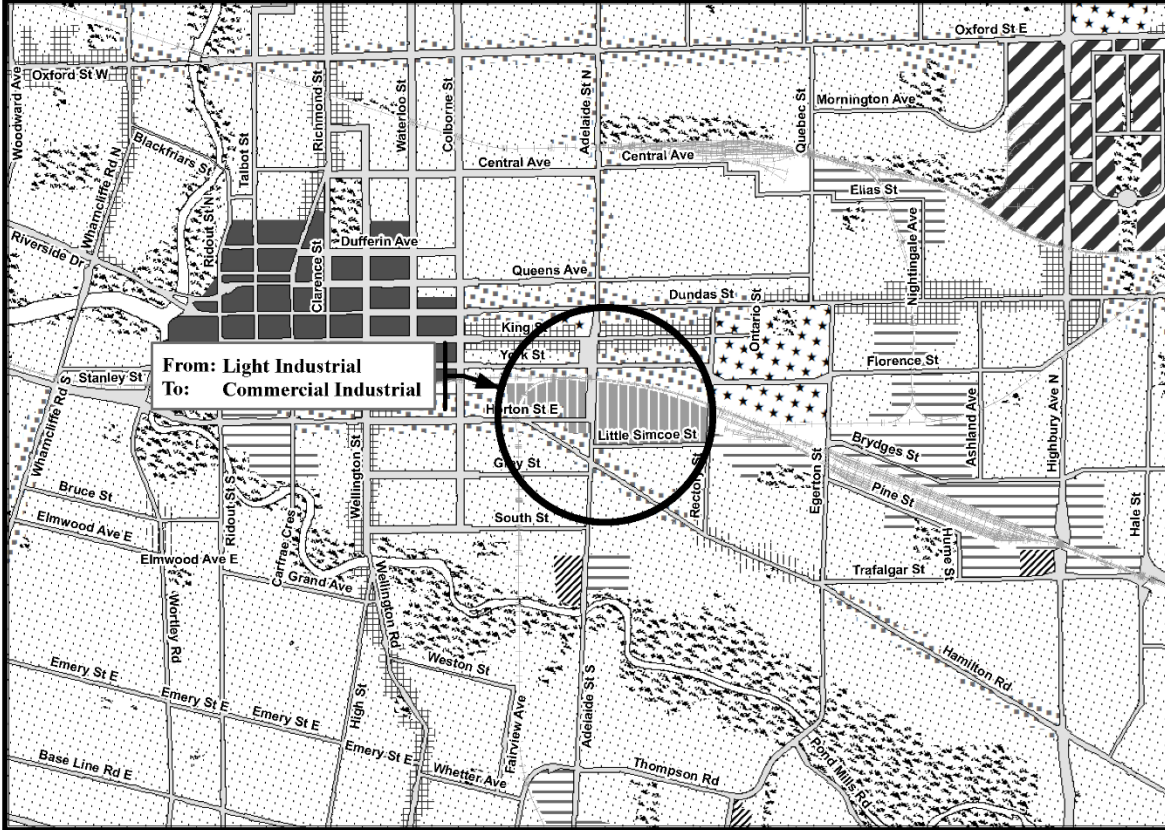 Oxford St E
Oxford St W
Woodward Ave
Wharncliffe Rd N
Blackfriars St
Talbot St
Richmond St
Waterloo St
Colborne St
Adelaide St N
Quebec St
Mornington Ave
Central Ave
Central Ave
Elias St
Nightingale Ave
Ridout St N
Riverside Dr
Dufferin Ave
Clarence St
Queens Ave
Dundas St
Ontario St
King St
York St
Florence St
From: Light Industrial
To: Commercial Industrial
Stanley St
Wharncliffe Rd S
Horton St E
Little Simcoe St
Grey St
Rectory St
Egerton St
Brydges St
Ashland Ave
Highbury Ave N
Pine St
Hale St
Hume St
Trafalgar St
Bruce St
Elmwood Ave E
Elmwood Ave E
Ridout St S
Carfrae Cres
Wellington St
South St
Grand Ave
Wellington Rd
Wortley Rd
Weston St
Fairview Ave
Adelaide St S
Hamilton Rd
Emery St E
Emery St E
Emery St E
Emery St E
High St
Base Line Rd E
Whetter Ave
Thompson Rd
Pond Mills Rd